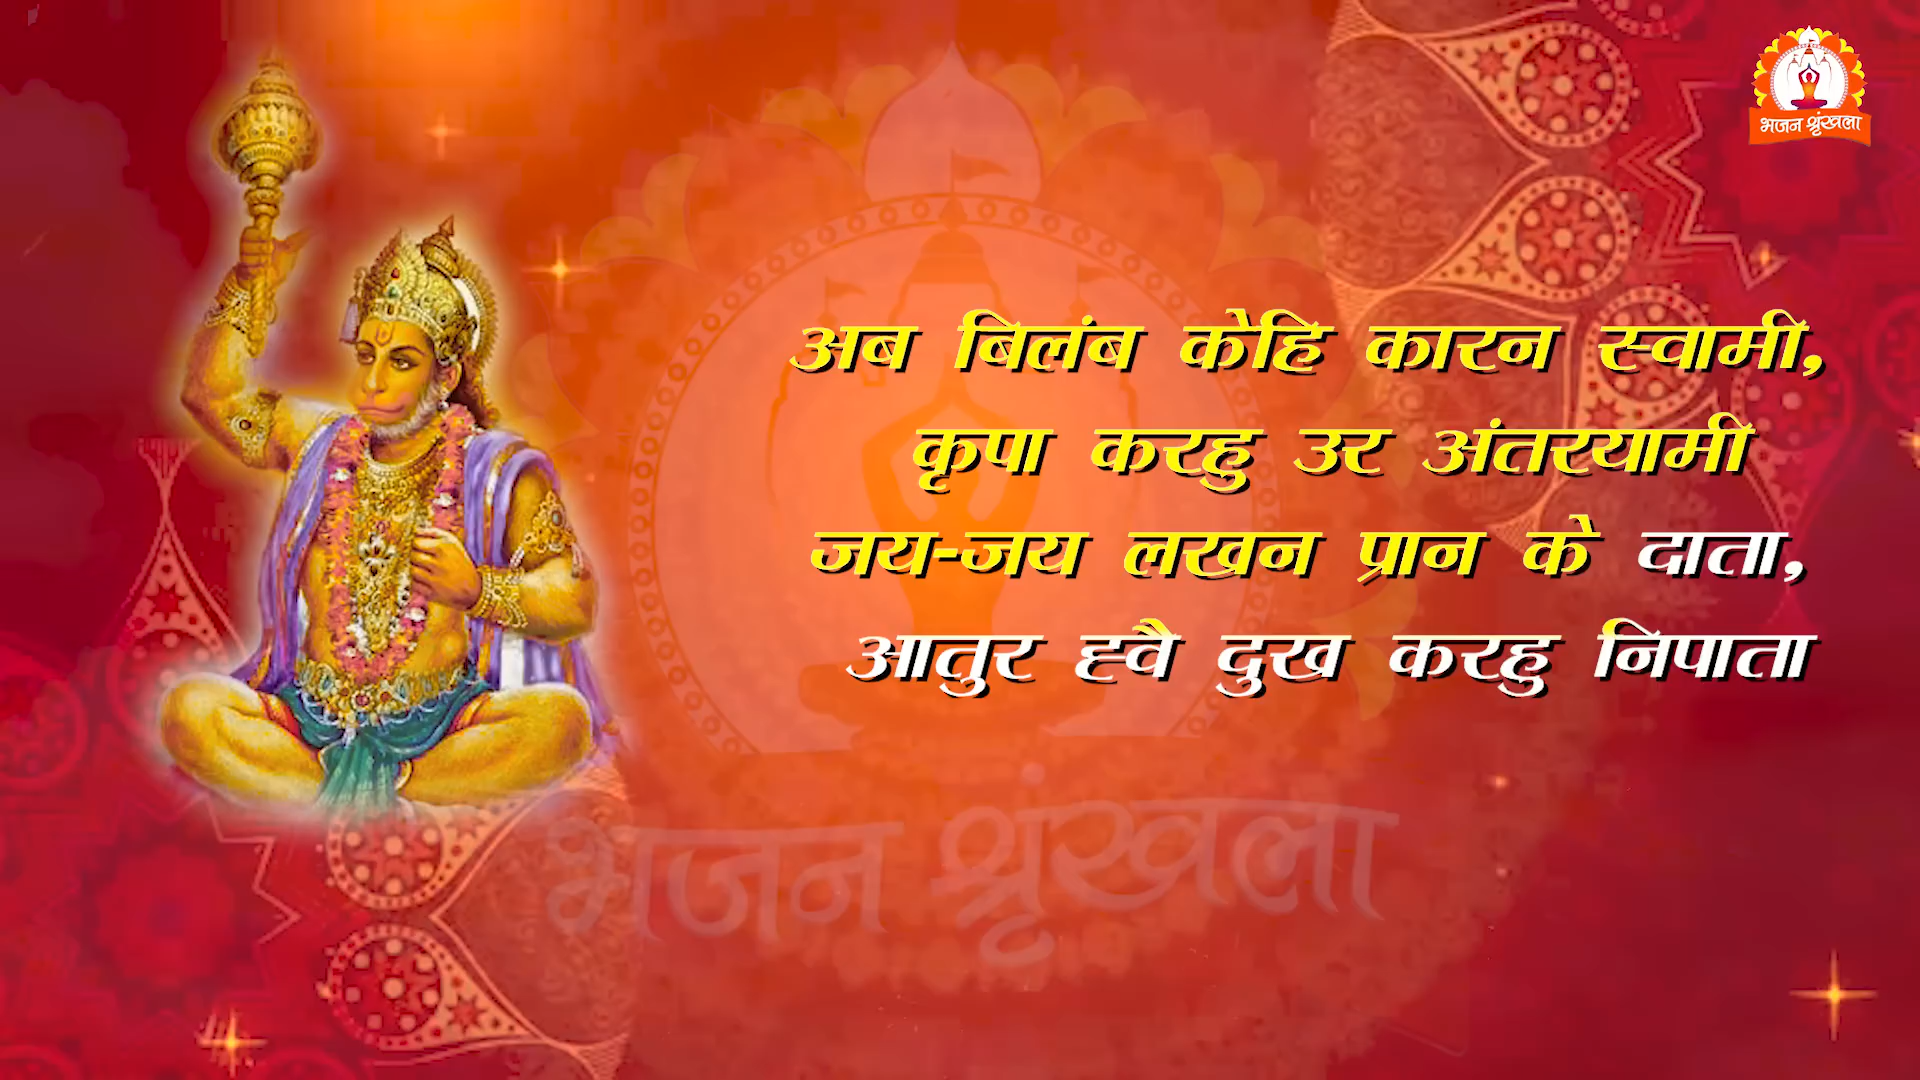 भजन श्रृंखला
अब बिलंब केहि कारन स्वामी,
कृपा करहु उर अंतरयामी
जय-जय लखन प्रान के दाता,
आतुर ह्वै दुख करहु निपाता
भजन श्रृंखला